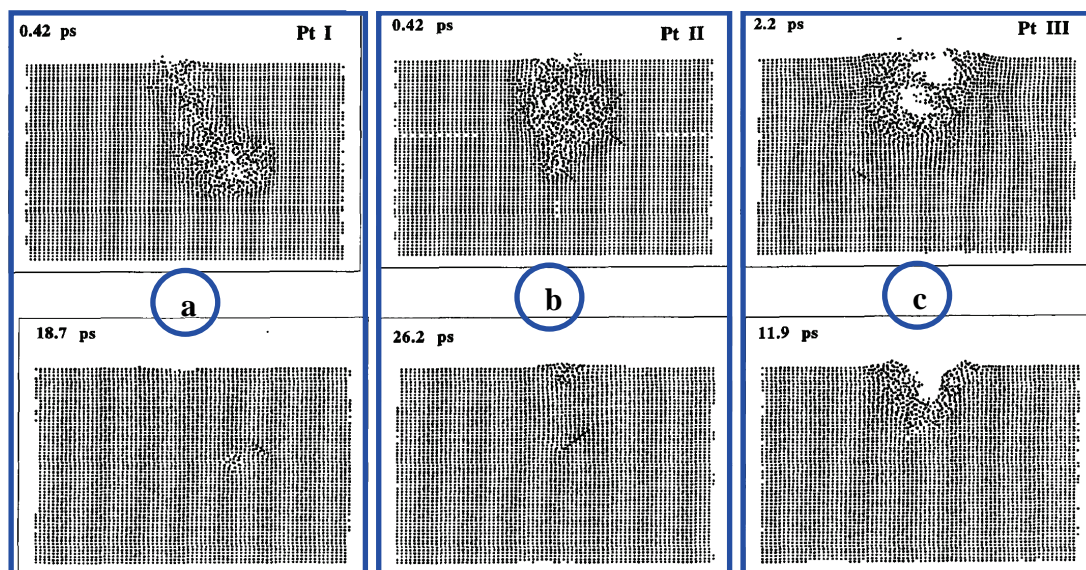 0.42 ps
Pt I
0.42 ps
Pt II
2.2 ps
Pt III
a
b
c
18.7 ps
26.2 ps
11.9 ps